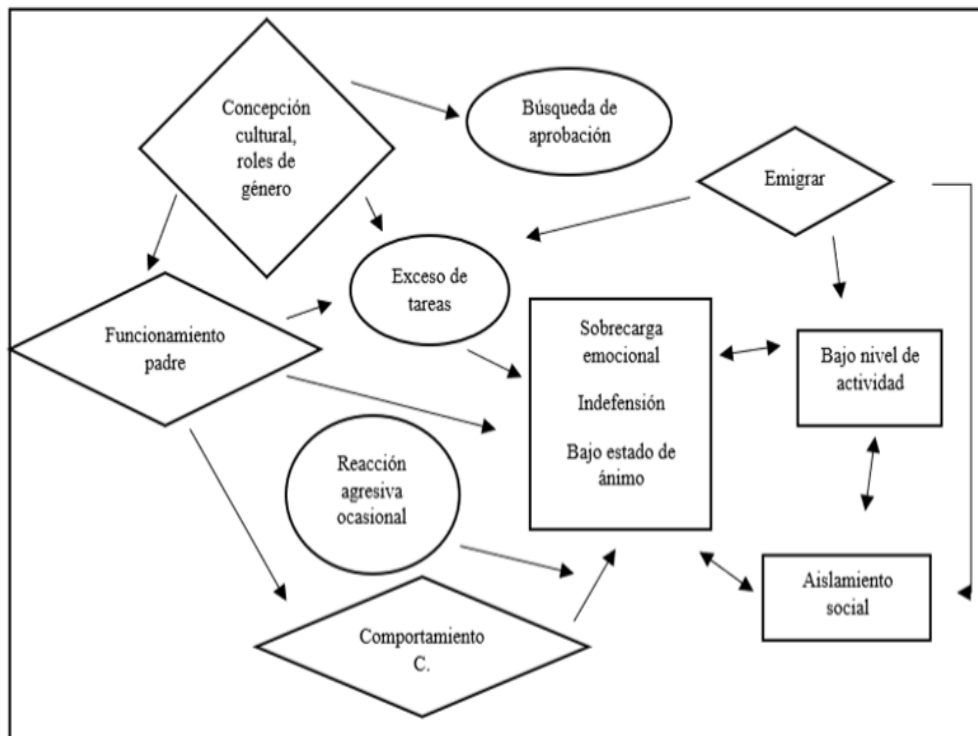 Concepción
cultural,
roles de
género
Búsqueda de
aprobación
Emigrar
Exceso de
tareas
Funcionamiento
padre
Sobrecarga
emocional
Indefensión
Bajo estado de
ánimo
Bajo nivel de
actividad
Reacción
agresiva
ocasional
Aislamiento
social
Comportamiento
C.